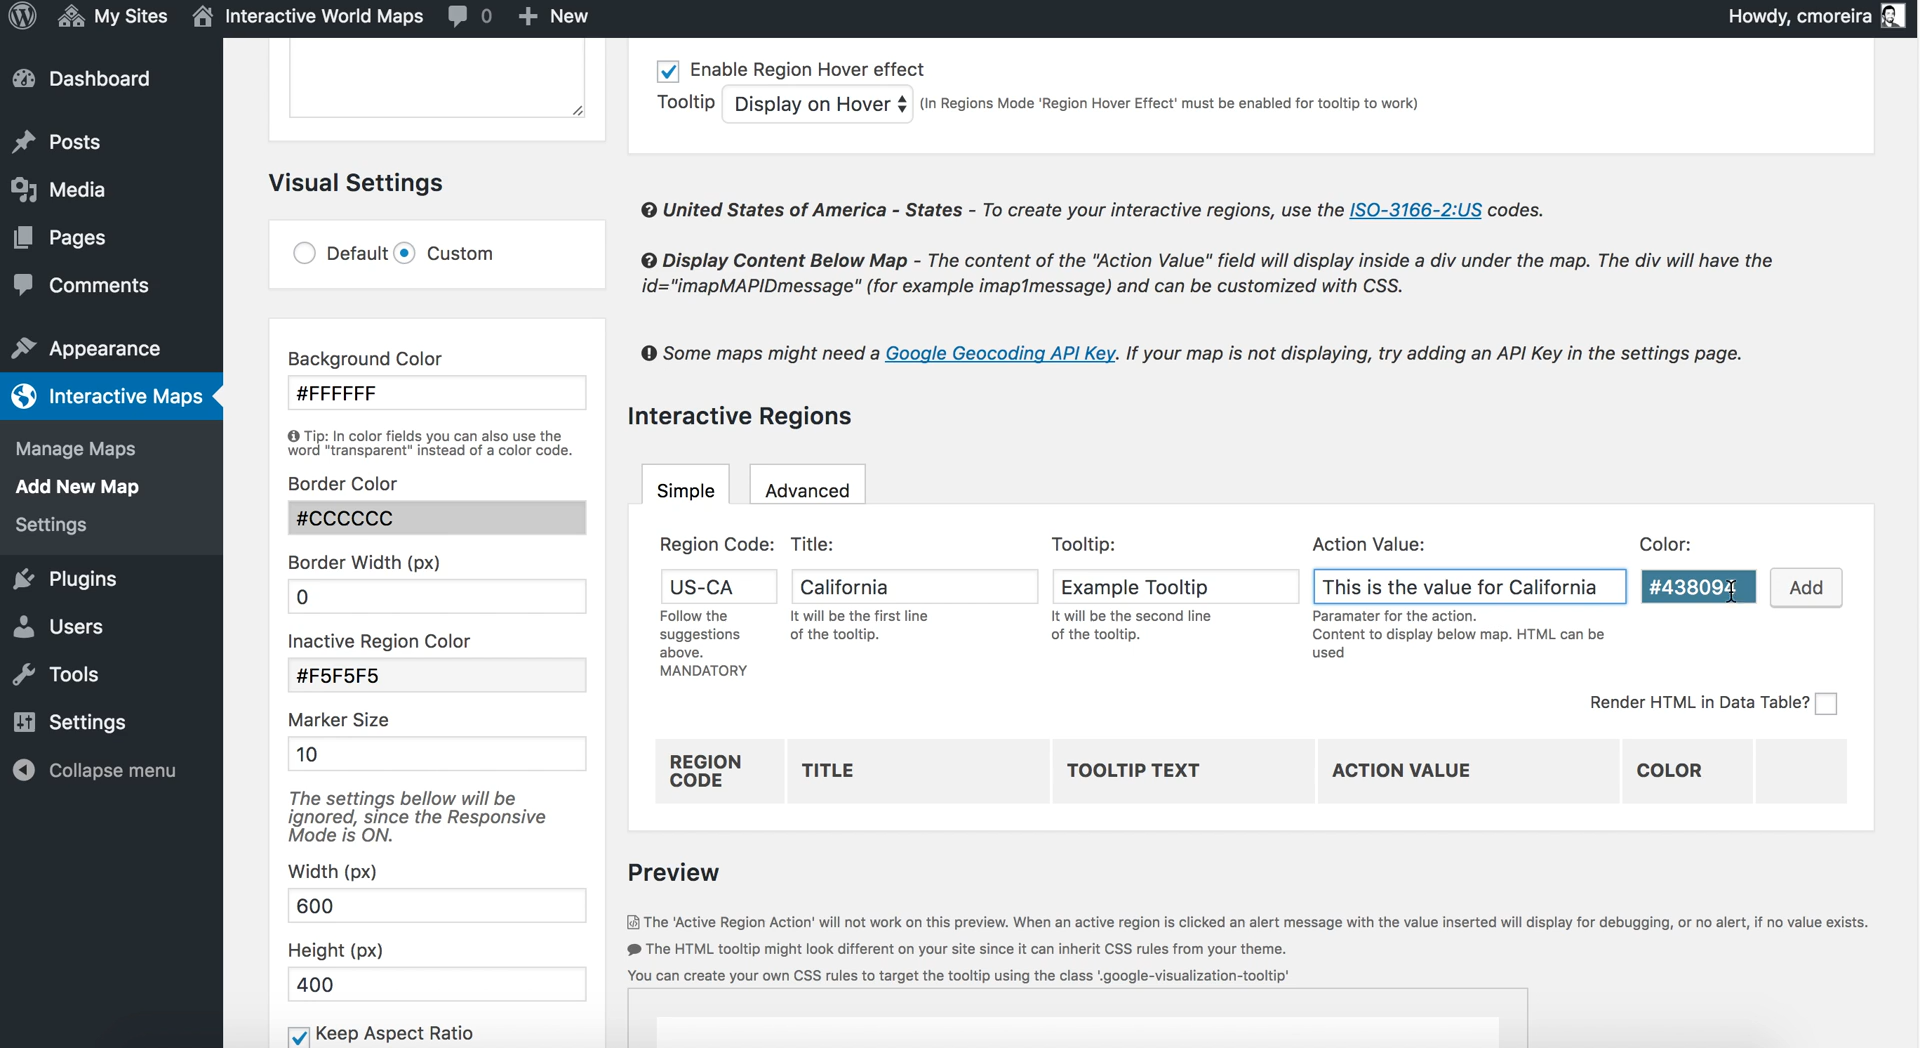 My Sites
Interactive World Maps
0
New
Howdy, cmoreira
Dashboard
Posts
Media
Pages
Comments
Appearance
Interactive Maps
Manage Maps
Add New Map
Settings
Plugins
Users
Tools
Settings
Collapse menu
Visual Settings
Default
Custom
Background Color
#FFFFFF
Tip: In color fields you can also use the
word "transparent" instead of a color code.
Border Color
#CCCCCC
Border Width (px)
0
Inactive Region Color
#F5F5F5
Marker Size
10
The settings bellow will be
ignored, since the Responsive
Mode is ON.
Width (px)
600
Height (px)
400
Keep Aspect Ratio
Enable Region Hover effect
Tooltip Display on Hover (In Regions Mode 'Region Hover Effect' must be enabled for tooltip to work)
United States of America - States - To create your interactive regions, use the ISO-3166-2:US codes.
Display Content Below Map - The content of the "Action Value" field will display inside a div under the map. The div will have the
id="imapMAPIDmessage" (for example imap1message) and can be customized with CSS.
Some maps might need a Google Geocoding API Key. If your map is not displaying, try adding an API Key in the settings page.
Interactive Regions
Simple
Advanced
Region Code: Title: Tooltip: Action Value: Color:
US-CA California Example Tooltip This is the value for California #438094 Add
Follow the
suggestions
above.
MANDATORY
It will be the first line
of the tooltip.
It will be the second line
of the tooltip.
Paramater for the action.
Content to display below map. HTML can be
used
Render HTML in Data Table?
REGION
CODE
TITLE
TOOLTIP TEXT
ACTION VALUE
COLOR
Preview
The 'Active Region Action' will not work on this preview. When an active region is clicked an alert message with the value inserted will display for debugging, or no alert, if no value exists.
The HTML tooltip might look different on your site since it can inherit CSS rules from your theme.
You can create your own CSS rules to target the tooltip using the class '.google-visualization-tooltip'